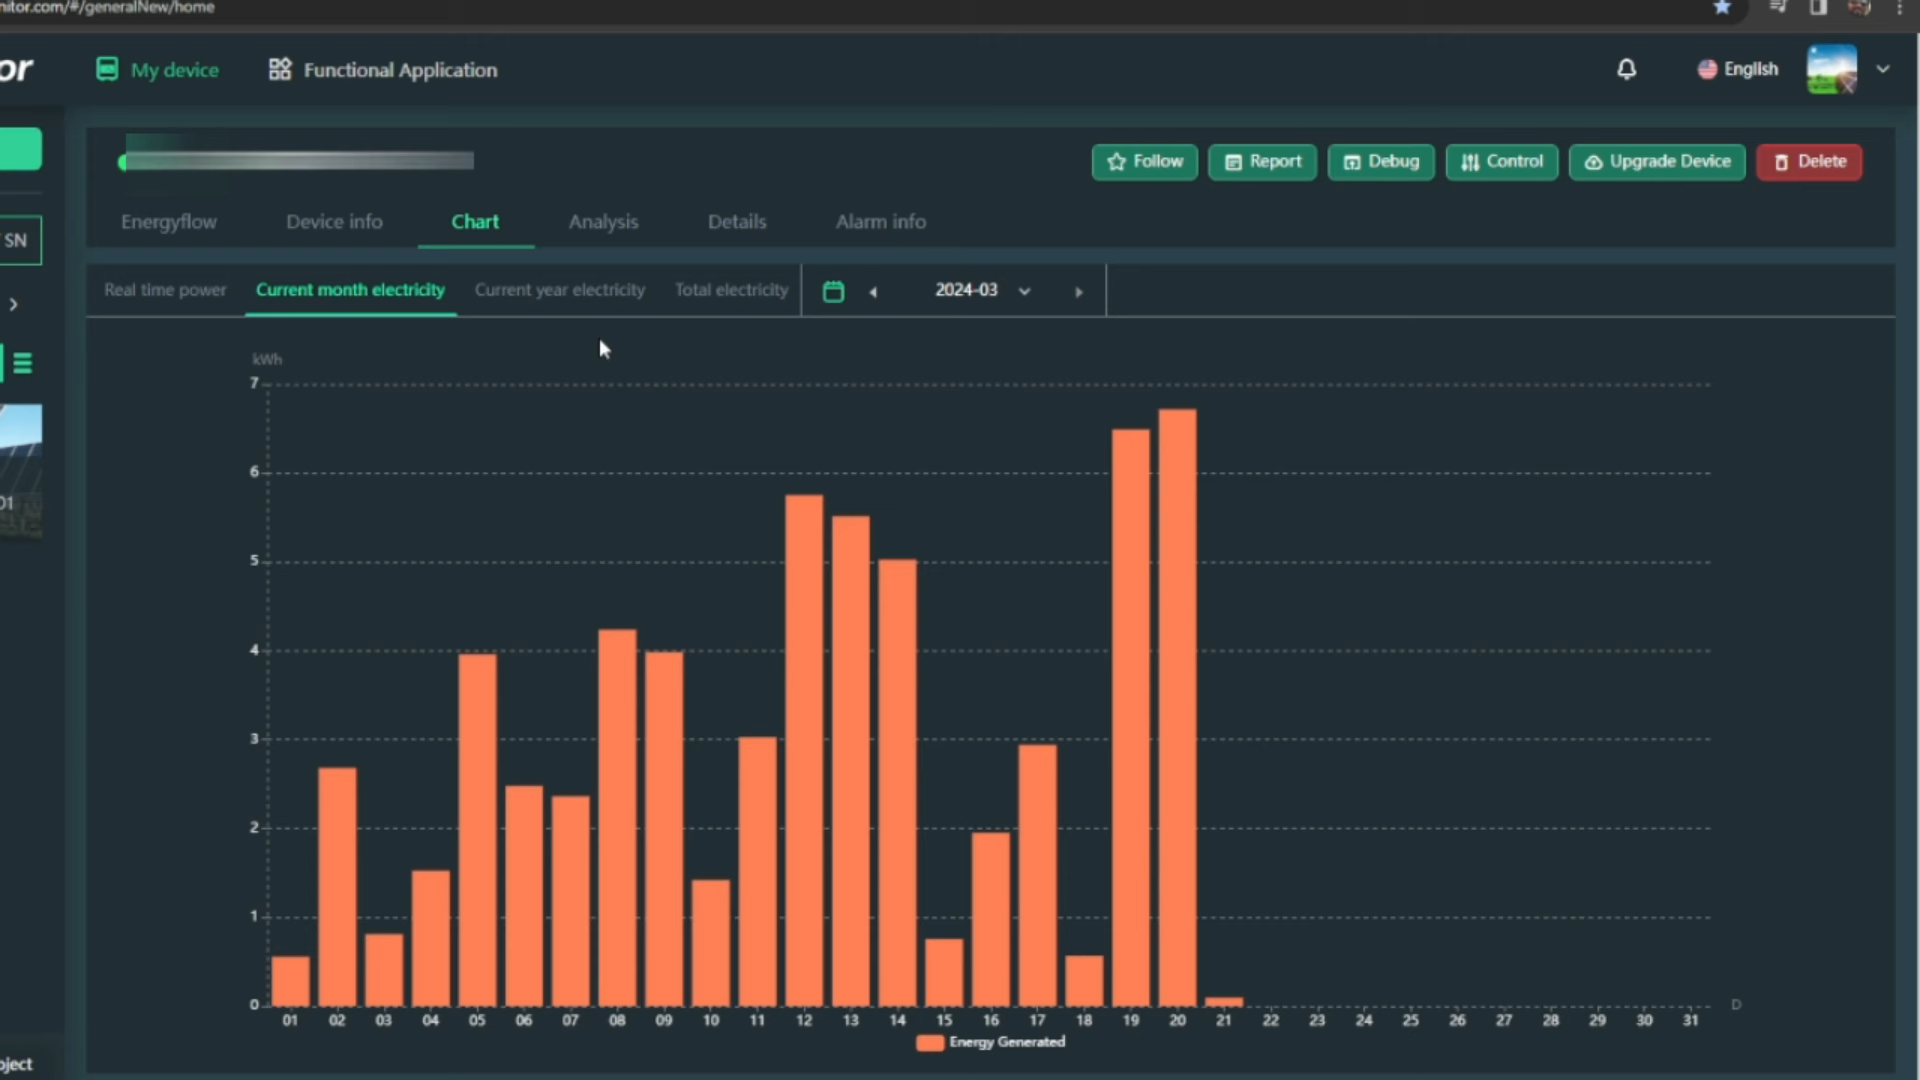 nitor.com/#/generalNew/home
or My device Functional Application English
Follow Report Debug Control Upgrade Device Delete
Energyflow Device info Chart Analysis Details Alarm info
SN
Real time power Current month electricity Current year electricity Total electricity 2024-03
kWh
7
6
5
01
4
3
2
1
0
D
01 02 03 04 05 06 07 08 09 10 11 12 13 14 15 16 17 18 19 20 21 22 23 24 25 26 27 28 29 30 31
Energy Generated
oject